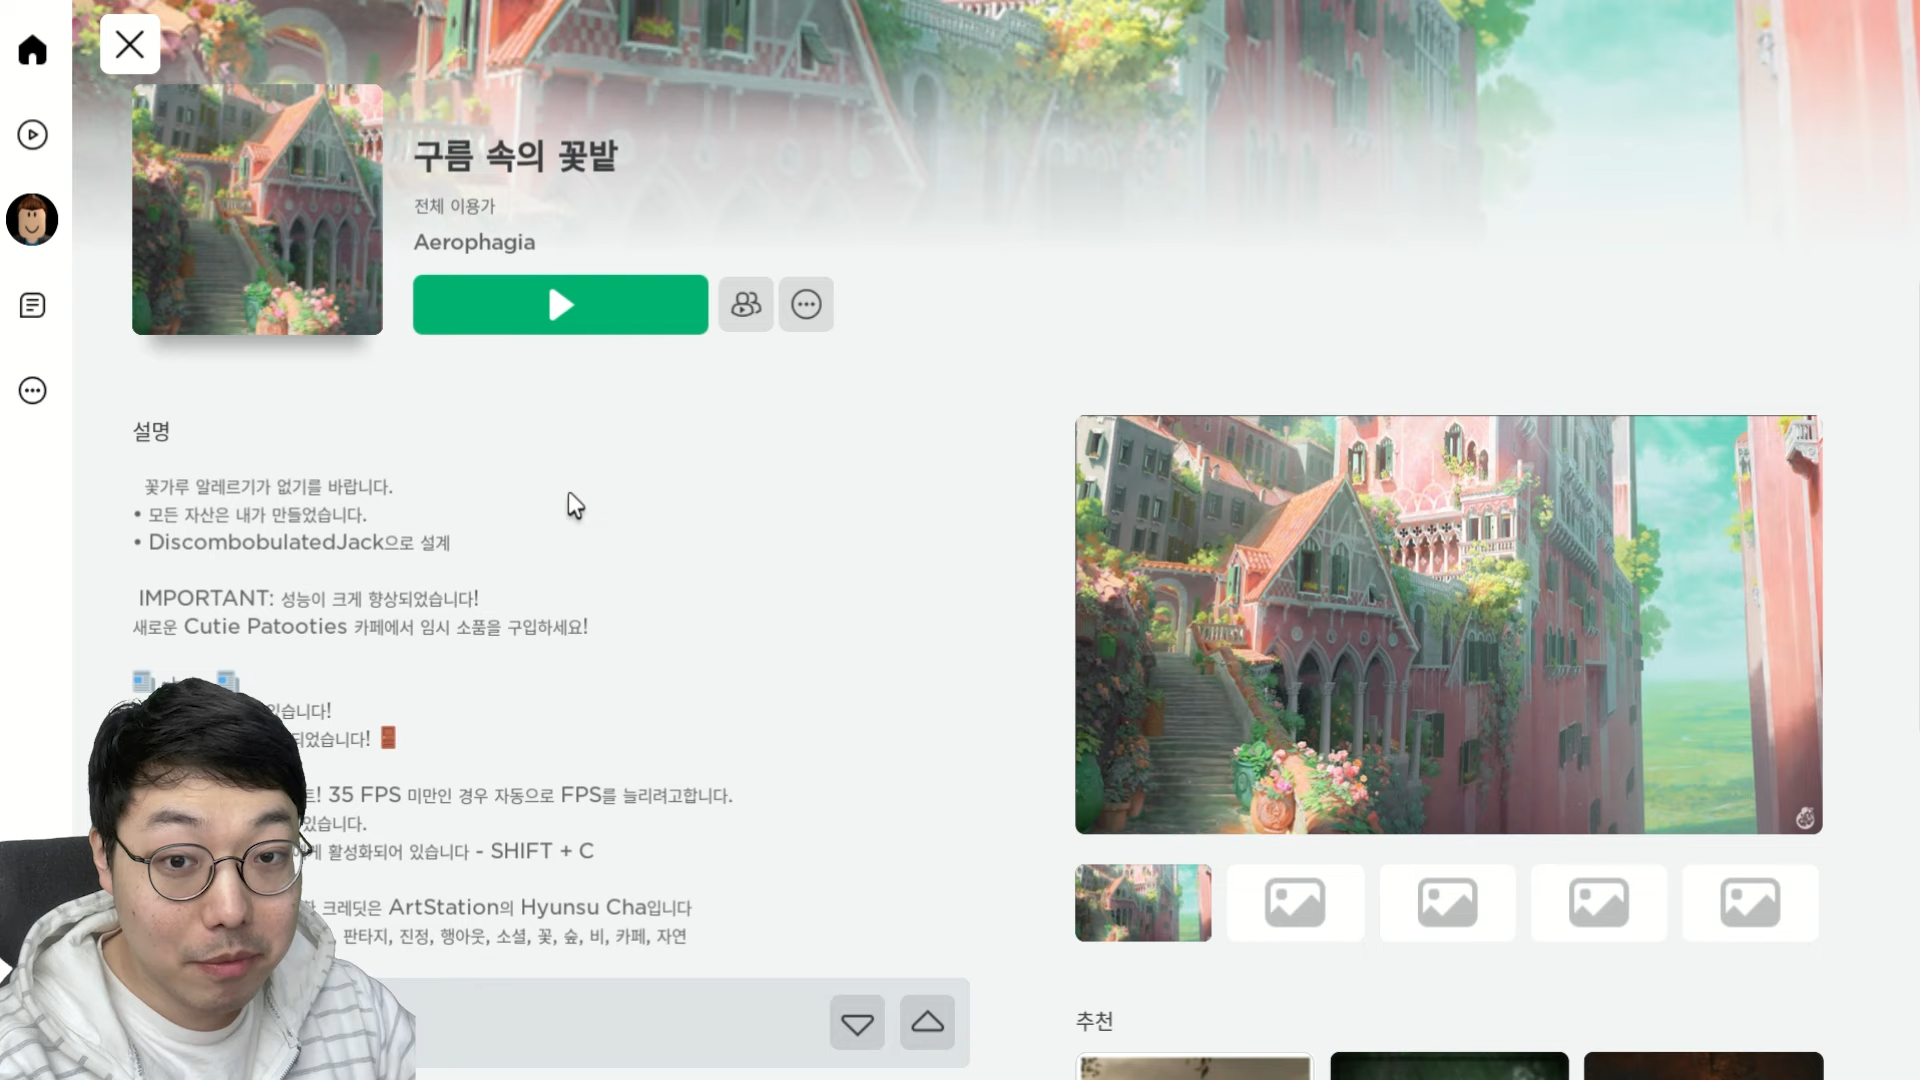 구름 속의 꽃밭
전체 이용가
Aerophagia
설명
꽃가루 알레르기가 없기를 바랍니다.
• 모든 자산은 내가 만들었습니다.
• DiscombobulatedJack으로 설계
IMPORTANT: 성능이 크게 향상되었습니다!
새로운 Cutie Patooties 카페에서 임시 소품을 구입하세요!
있습니다!
되었습니다!
트! 35 FPS 미만인 경우 자동으로 FPS를 늘리려고합니다.
있습니다.
에게 활성화되어 있습니다 - SHIFT + C
크레딧은 ArtStation의 Hyunsu Cha입니다
, 판타지, 진정, 행아웃, 소셜, 꽃, 숲, 비, 카페, 자연
추천